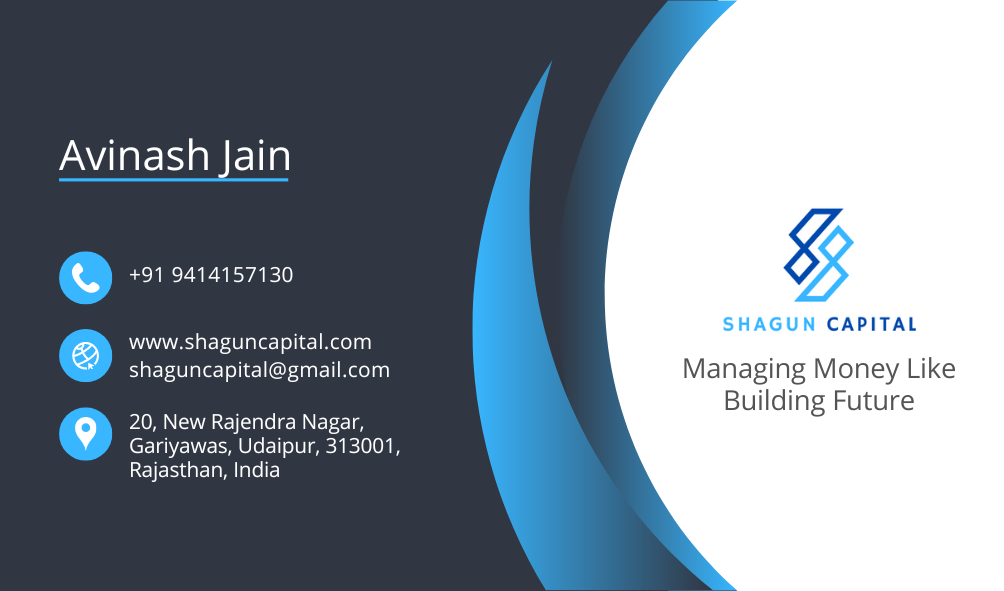 Avinash Jain
+91 9414157130
www.shaguncapital.com
shaguncapital@gmail.com
20, New Rajendra Nagar,
Gariyawas, Udaipur, 313001,
Rajasthan, India
SHAGUN CAPITAL
Managing Money Like
Building Future